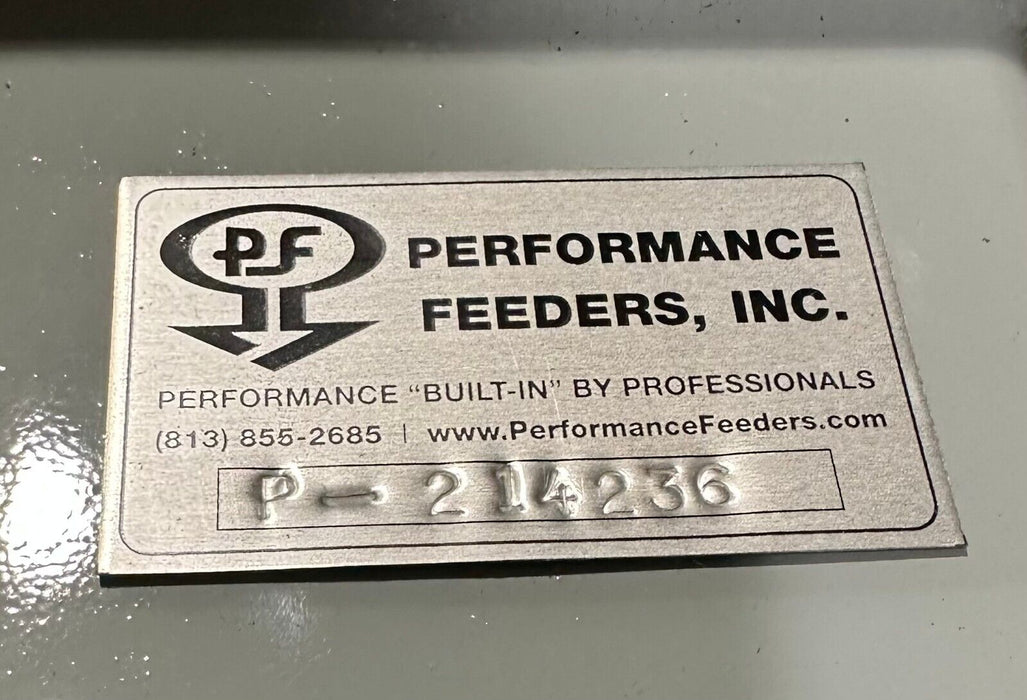 PF
PERFORMANCE
FEEDERS, INC.
PERFORMANCE "BUILT-IN" BY PROFESSIONALS
(813) 855-2685 | www.PerformanceFeeders.com
P-214236